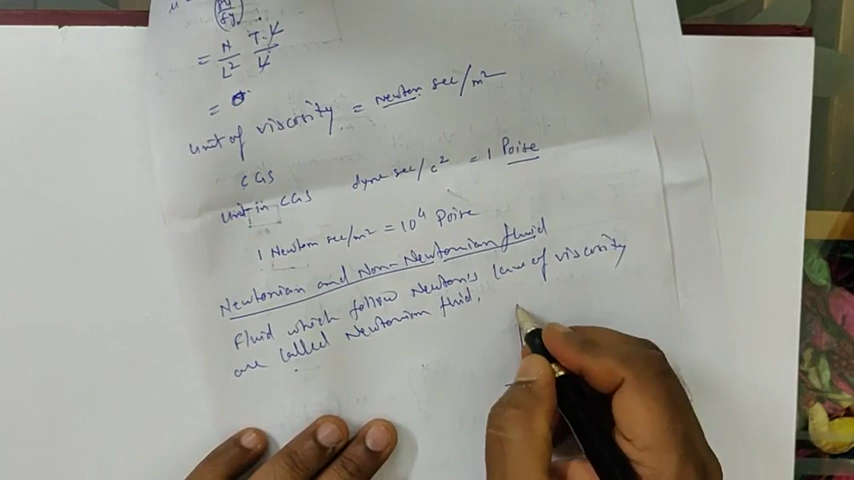 μ =
= N/L² T.L/L
=
unit of viscosity = Newton sec/m²
CGS
unit in CGS dyne sec/c² = 1 Poise
1 Newton sec/m² = 10⁴ Poise
Newtonian and Non-Newtonian fluid
Fluid which follow Newton's law of viscosity
are called Newtonian fluid.